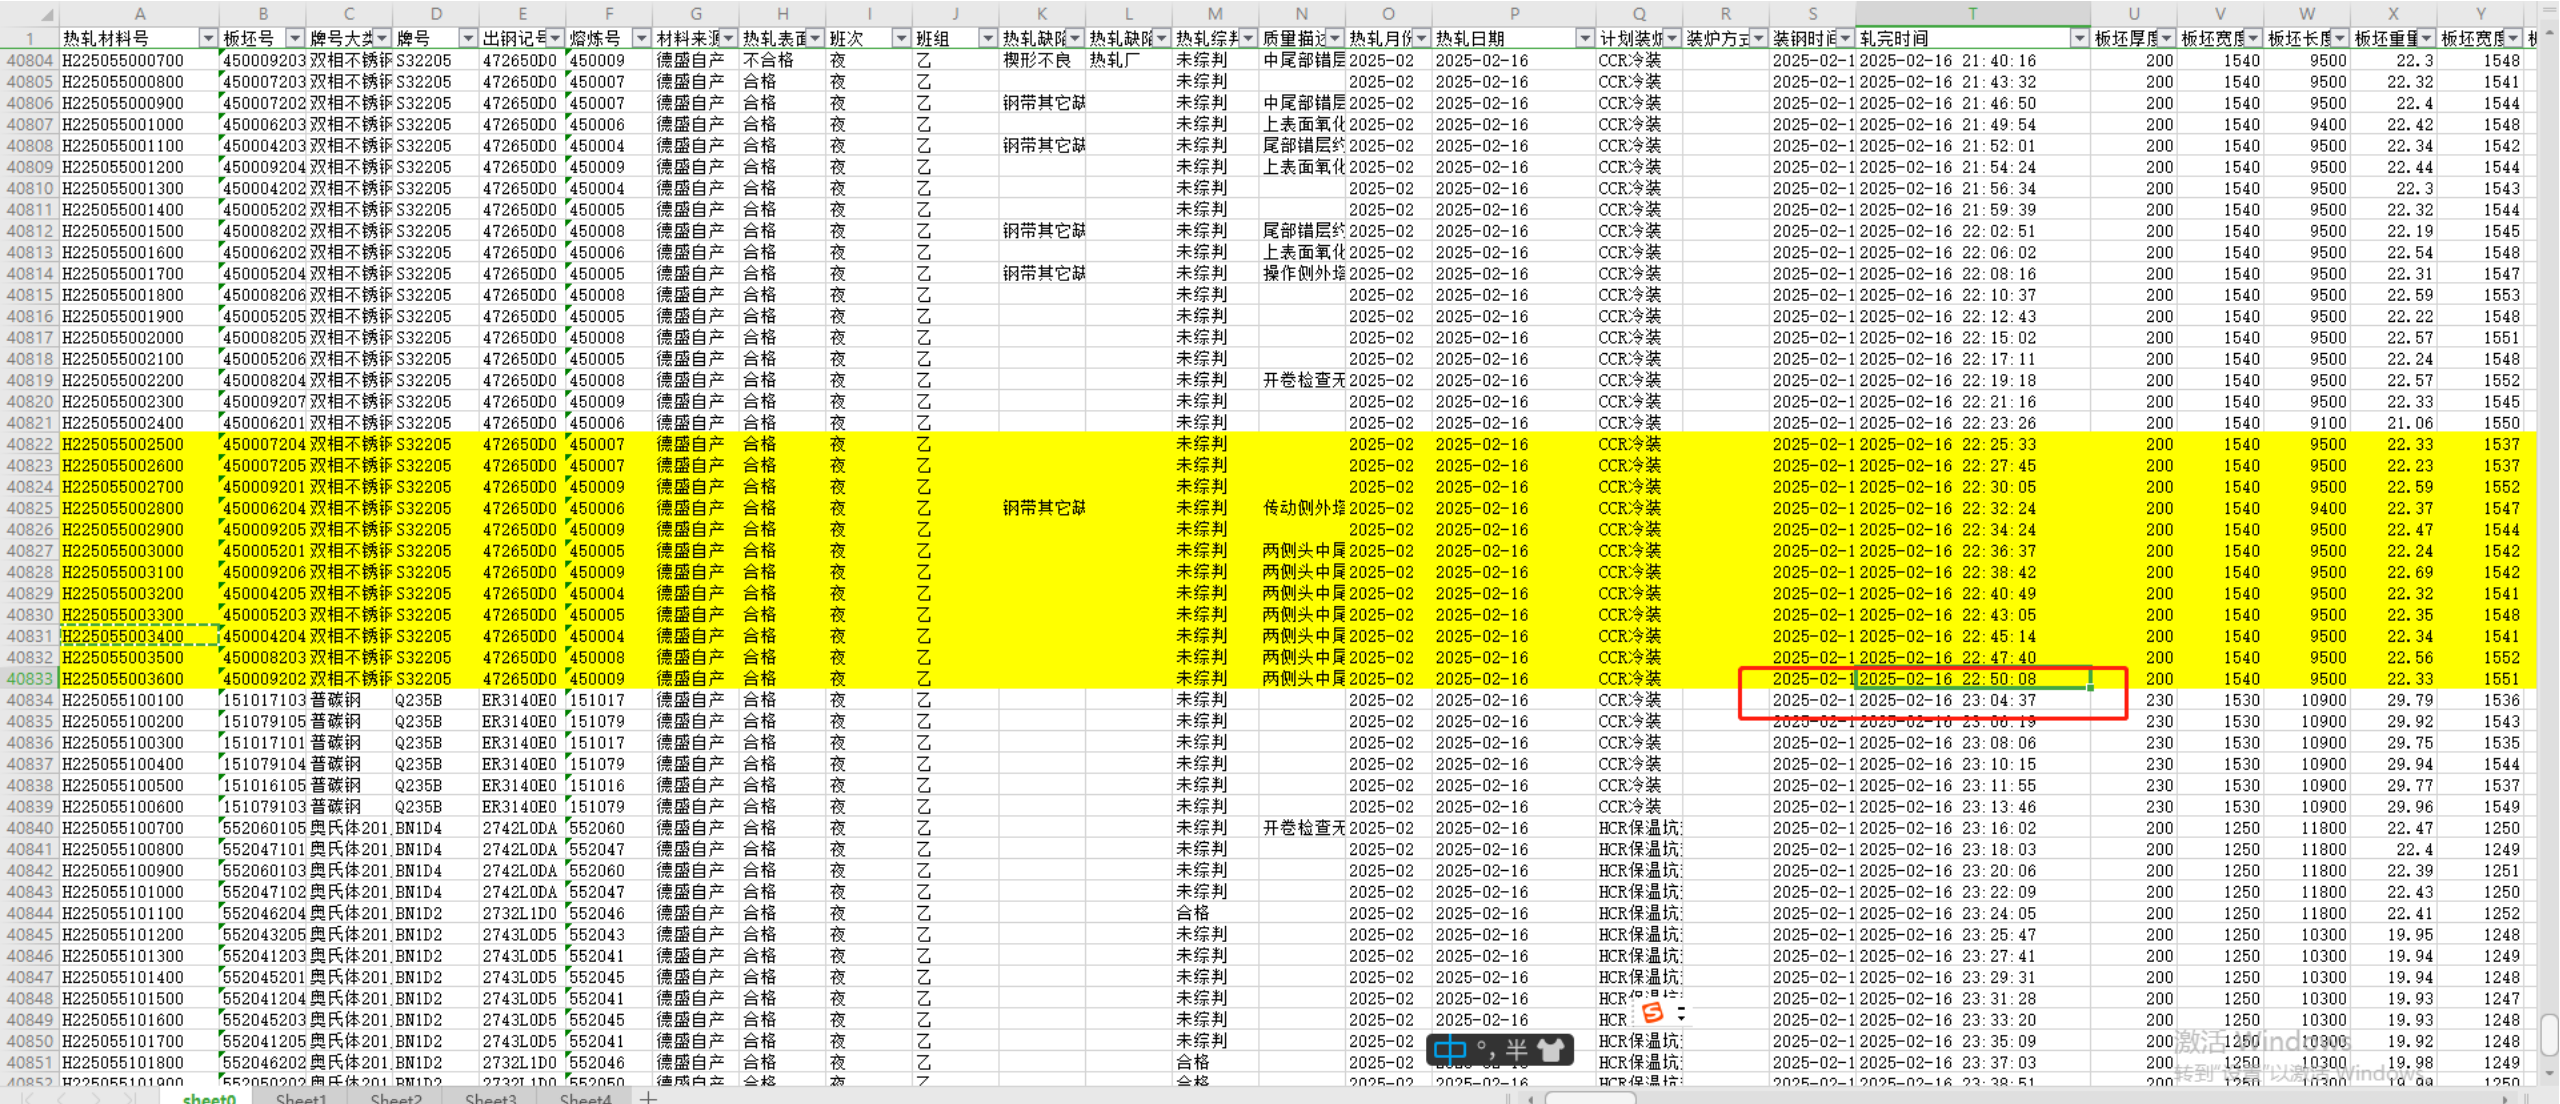 A B C D E F G H I J K L M N O P Q R S T U V W X Y
1 热轧材料号 板坯号 牌号大类 牌号 出钢记号 熔炼号 材料来源 热轧表面 班次 班组 热轧缺陷 热轧缺陷 热轧综判 质量描述 热轧月份 热轧日期 计划装炉 装炉方式 装钢时间 轧完时间 板坯厚度 板坯宽度 板坯长度 板坯重量 板坯宽度
40804 H225055000700 450009203 双相不锈钢 S32205 472650D0 450009 德盛自产 不合格 夜 乙 楔形不良 热轧厂 未综判 中尾部错层 2025-02 2025-02-16 CCR冷装 2025-02-1 2025-02-16 21:40:16 200 1540 9500 22.3 1548
40805 H225055000800 450007203 双相不锈钢 S32205 472650D0 450007 德盛自产 合格 夜 乙 未综判 2025-02 2025-02-16 CCR冷装 2025-02-1 2025-02-16 21:43:32 200 1540 9500 22.32 1541
40806 H225055000900 450007202 双相不锈钢 S32205 472650D0 450007 德盛自产 合格 夜 乙 钢带其它缺 未综判 中尾部错层 2025-02 2025-02-16 CCR冷装 2025-02-1 2025-02-16 21:46:50 200 1540 9500 22.4 1544
40807 H225055001000 450006203 双相不锈钢 S32205 472650D0 450006 德盛自产 合格 夜 乙 未综判 上表面氧化 2025-02 2025-02-16 CCR冷装 2025-02-1 2025-02-16 21:49:54 200 1540 9400 22.42 1548
40808 H225055001100 450004203 双相不锈钢 S32205 472650D0 450004 德盛自产 合格 夜 乙 钢带其它缺 未综判 尾部错层约 2025-02 2025-02-16 CCR冷装 2025-02-1 2025-02-16 21:52:01 200 1540 9500 22.34 1542
40809 H225055001200 450009204 双相不锈钢 S32205 472650D0 450009 德盛自产 合格 夜 乙 未综判 上表面氧化 2025-02 2025-02-16 CCR冷装 2025-02-1 2025-02-16 21:54:24 200 1540 9500 22.44 1544
40810 H225055001300 450004202 双相不锈钢 S32205 472650D0 450004 德盛自产 合格 夜 乙 未综判 2025-02 2025-02-16 CCR冷装 2025-02-1 2025-02-16 21:56:34 200 1540 9500 22.3 1543
40811 H225055001400 450005202 双相不锈钢 S32205 472650D0 450005 德盛自产 合格 夜 乙 未综判 2025-02 2025-02-16 CCR冷装 2025-02-1 2025-02-16 21:59:39 200 1540 9500 22.32 1544
40812 H225055001500 450008202 双相不锈钢 S32205 472650D0 450008 德盛自产 合格 夜 乙 钢带其它缺 未综判 尾部错层约 2025-02 2025-02-16 CCR冷装 2025-02-1 2025-02-16 22:02:51 200 1540 9500 22.19 1545
40813 H225055001600 450006202 双相不锈钢 S32205 472650D0 450006 德盛自产 合格 夜 乙 未综判 上表面氧化 2025-02 2025-02-16 CCR冷装 2025-02-1 2025-02-16 22:06:02 200 1540 9500 22.54 1548
40814 H225055001700 450005204 双相不锈钢 S32205 472650D0 450005 德盛自产 合格 夜 乙 钢带其它缺 未综判 操作侧外塔 2025-02 2025-02-16 CCR冷装 2025-02-1 2025-02-16 22:08:16 200 1540 9500 22.31 1547
40815 H225055001800 450008206 双相不锈钢 S32205 472650D0 450008 德盛自产 合格 夜 乙 未综判 2025-02 2025-02-16 CCR冷装 2025-02-1 2025-02-16 22:10:37 200 1540 9500 22.59 1553
40816 H225055001900 450005205 双相不锈钢 S32205 472650D0 450005 德盛自产 合格 夜 乙 未综判 2025-02 2025-02-16 CCR冷装 2025-02-1 2025-02-16 22:12:43 200 1540 9500 22.22 1548
40817 H225055002000 450008205 双相不锈钢 S32205 472650D0 450008 德盛自产 合格 夜 乙 未综判 2025-02 2025-02-16 CCR冷装 2025-02-1 2025-02-16 22:15:02 200 1540 9500 22.57 1551
40818 H225055002100 450005206 双相不锈钢 S32205 472650D0 450005 德盛自产 合格 夜 乙 未综判 2025-02 2025-02-16 CCR冷装 2025-02-1 2025-02-16 22:17:11 200 1540 9500 22.24 1548
40819 H225055002200 450008204 双相不锈钢 S32205 472650D0 450008 德盛自产 合格 夜 乙 未综判 开卷检查无 2025-02 2025-02-16 CCR冷装 2025-02-1 2025-02-16 22:19:18 200 1540 9500 22.57 1552
40820 H225055002300 450009207 双相不锈钢 S32205 472650D0 450009 德盛自产 合格 夜 乙 未综判 2025-02 2025-02-16 CCR冷装 2025-02-1 2025-02-16 22:21:16 200 1540 9500 22.33 1545
40821 H225055002400 450006201 双相不锈钢 S32205 472650D0 450006 德盛自产 合格 夜 乙 未综判 2025-02 2025-02-16 CCR冷装 2025-02-1 2025-02-16 22:23:26 200 1540 9100 21.06 1550
40822 H225055002500 450007204 双相不锈钢 S32205 472650D0 450007 德盛自产 合格 夜 乙 未综判 2025-02 2025-02-16 CCR冷装 2025-02-1 2025-02-16 22:25:33 200 1540 9500 22.33 1537
40823 H225055002600 450007205 双相不锈钢 S32205 472650D0 450007 德盛自产 合格 夜 乙 未综判 2025-02 2025-02-16 CCR冷装 2025-02-1 2025-02-16 22:27:45 200 1540 9500 22.23 1537
40824 H225055002700 450009201 双相不锈钢 S32205 472650D0 450009 德盛自产 合格 夜 乙 未综判 2025-02 2025-02-16 CCR冷装 2025-02-1 2025-02-16 22:30:05 200 1540 9500 22.59 1552
40825 H225055002800 450006204 双相不锈钢 S32205 472650D0 450006 德盛自产 合格 夜 乙 钢带其它缺 未综判 传动侧外塔 2025-02 2025-02-16 CCR冷装 2025-02-1 2025-02-16 22:32:24 200 1540 9400 22.37 1547
40826 H225055002900 450009205 双相不锈钢 S32205 472650D0 450009 德盛自产 合格 夜 乙 未综判 2025-02 2025-02-16 CCR冷装 2025-02-1 2025-02-16 22:34:24 200 1540 9500 22.47 1544
40827 H225055003000 450005201 双相不锈钢 S32205 472650D0 450005 德盛自产 合格 夜 乙 未综判 两侧头中尾 2025-02 2025-02-16 CCR冷装 2025-02-1 2025-02-16 22:36:37 200 1540 9500 22.24 1542
40828 H225055003100 450009206 双相不锈钢 S32205 472650D0 450009 德盛自产 合格 夜 乙 未综判 两侧头中尾 2025-02 2025-02-16 CCR冷装 2025-02-1 2025-02-16 22:38:42 200 1540 9500 22.69 1542
40829 H225055003200 450004205 双相不锈钢 S32205 472650D0 450004 德盛自产 合格 夜 乙 未综判 两侧头中尾 2025-02 2025-02-16 CCR冷装 2025-02-1 2025-02-16 22:40:49 200 1540 9500 22.32 1541
40830 H225055003300 450005203 双相不锈钢 S32205 472650D0 450005 德盛自产 合格 夜 乙 未综判 两侧头中尾 2025-02 2025-02-16 CCR冷装 2025-02-1 2025-02-16 22:43:05 200 1540 9500 22.35 1548
40831 H225055003400 450004204 双相不锈钢 S32205 472650D0 450004 德盛自产 合格 夜 乙 未综判 两侧头中尾 2025-02 2025-02-16 CCR冷装 2025-02-1 2025-02-16 22:45:14 200 1540 9500 22.34 1541
40832 H225055003500 450008203 双相不锈钢 S32205 472650D0 450008 德盛自产 合格 夜 乙 未综判 两侧头中尾 2025-02 2025-02-16 CCR冷装 2025-02-1 2025-02-16 22:47:40 200 1540 9500 22.56 1552
40833 H225055003600 450009202 双相不锈钢 S32205 472650D0 450009 德盛自产 合格 夜 乙 未综判 两侧头中尾 2025-02 2025-02-16 CCR冷装 2025-02-1 2025-02-16 22:50:08 200 1540 9500 22.33 1551
40834 H225055100100 151017103 普碳钢 Q235B ER3140E0 151017 德盛自产 合格 夜 乙 未综判 2025-02 2025-02-16 CCR冷装 2025-02-1 2025-02-16 23:04:37 230 1530 10900 29.79 1536
40835 H225055100200 151079105 普碳钢 Q235B ER3140E0 151079 德盛自产 合格 夜 乙 未综判 2025-02 2025-02-16 CCR冷装 2025-02-1 2025-02-16 23:06:19 230 1530 10900 29.92 1543
40836 H225055100300 151017101 普碳钢 Q235B ER3140E0 151017 德盛自产 合格 夜 乙 未综判 2025-02 2025-02-16 CCR冷装 2025-02-1 2025-02-16 23:08:06 230 1530 10900 29.75 1535
40837 H225055100400 151079104 普碳钢 Q235B ER3140E0 151079 德盛自产 合格 夜 乙 未综判 2025-02 2025-02-16 CCR冷装 2025-02-1 2025-02-16 23:10:15 230 1530 10900 29.94 1544
40838 H225055100500 151016105 普碳钢 Q235B ER3140E0 151016 德盛自产 合格 夜 乙 未综判 2025-02 2025-02-16 CCR冷装 2025-02-1 2025-02-16 23:11:55 230 1530 10900 29.77 1537
40839 H225055100600 151079103 普碳钢 Q235B ER3140E0 151079 德盛自产 合格 夜 乙 未综判 2025-02 2025-02-16 CCR冷装 2025-02-1 2025-02-16 23:13:46 230 1530 10900 29.96 1549
40840 H225055100700 552060105 奥氏体201 BN1D4 2742L0DA 552060 德盛自产 合格 夜 乙 未综判 开卷检查无 2025-02 2025-02-16 HCR保温坑 2025-02-1 2025-02-16 23:16:02 200 1250 11800 22.47 1250
40841 H225055100800 552047101 奥氏体201 BN1D4 2742L0DA 552047 德盛自产 合格 夜 乙 未综判 2025-02 2025-02-16 HCR保温坑 2025-02-1 2025-02-16 23:18:03 200 1250 11800 22.4 1249
40842 H225055100900 552060103 奥氏体201 BN1D4 2742L0DA 552060 德盛自产 合格 夜 乙 未综判 2025-02 2025-02-16 HCR保温坑 2025-02-1 2025-02-16 23:20:06 200 1250 11800 22.39 1251
40843 H225055101000 552047102 奥氏体201 BN1D4 2742L0DA 552047 德盛自产 合格 夜 乙 未综判 2025-02 2025-02-16 HCR保温坑 2025-02-1 2025-02-16 23:22:09 200 1250 11800 22.43 1250
40844 H225055101100 552046204 奥氏体201 BN1D2 2732L1D0 552046 德盛自产 合格 夜 乙 合格 2025-02 2025-02-16 HCR保温坑 2025-02-1 2025-02-16 23:24:05 200 1250 11800 22.41 1252
40845 H225055101200 552043205 奥氏体201 BN1D2 2743L0D5 552043 德盛自产 合格 夜 乙 未综判 2025-02 2025-02-16 HCR保温坑 2025-02-1 2025-02-16 23:25:47 200 1250 10300 19.95 1248
40846 H225055101300 552041203 奥氏体201 BN1D2 2743L0D5 552041 德盛自产 合格 夜 乙 未综判 2025-02 2025-02-16 HCR保温坑 2025-02-1 2025-02-16 23:27:41 200 1250 10300 19.94 1249
40847 H225055101400 552045201 奥氏体201 BN1D2 2743L0D5 552045 德盛自产 合格 夜 乙 未综判 2025-02 2025-02-16 HCR保温坑 2025-02-1 2025-02-16 23:29:31 200 1250 10300 19.94 1248
40848 H225055101500 552041204 奥氏体201 BN1D2 2743L0D5 552041 德盛自产 合格 夜 乙 未综判 2025-02 2025-02-16 HCR保温坑 2025-02-1 2025-02-16 23:31:28 200 1250 10300 19.93 1247
40849 H225055101600 552045203 奥氏体201 BN1D2 2743L0D5 552045 德盛自产 合格 夜 乙 未综判 2025-02 2025-02-16 HCR 2025-02-1 2025-02-16 23:33:20 200 1250 10300 19.93 1248
40850 H225055101700 552041205 奥氏体201 BN1D2 2743L0D5 552041 德盛自产 合格 夜 乙 未综判 2025-02 HCR保温坑 2025-02-1 2025-02-16 23:35:09 200 1250 10300 19.92 1248
40851 H225055101800 552046202 奥氏体201 BN1D2 2732L1D0 552046 德盛自产 合格 夜 乙 合格 2025-02 HCR保温坑 2025-02-1 2025-02-16 23:37:03 200 1250 10300 19.98 1249
40852 H225055101900 552050202 奥氏体201 BN1D2 2732L1D0 552050 德盛自产 合格 夜 乙 合格 2025-02 2025-02-16 HCR保温坑 2025-02-1 2025-02-16 23:38:51 200 1250 10300 19.99 1250
中 °, 半
激活 Windows
转到"设置"以激活 Windows。
sheet0 Sheet1 Sheet2 Sheet3 Sheet4